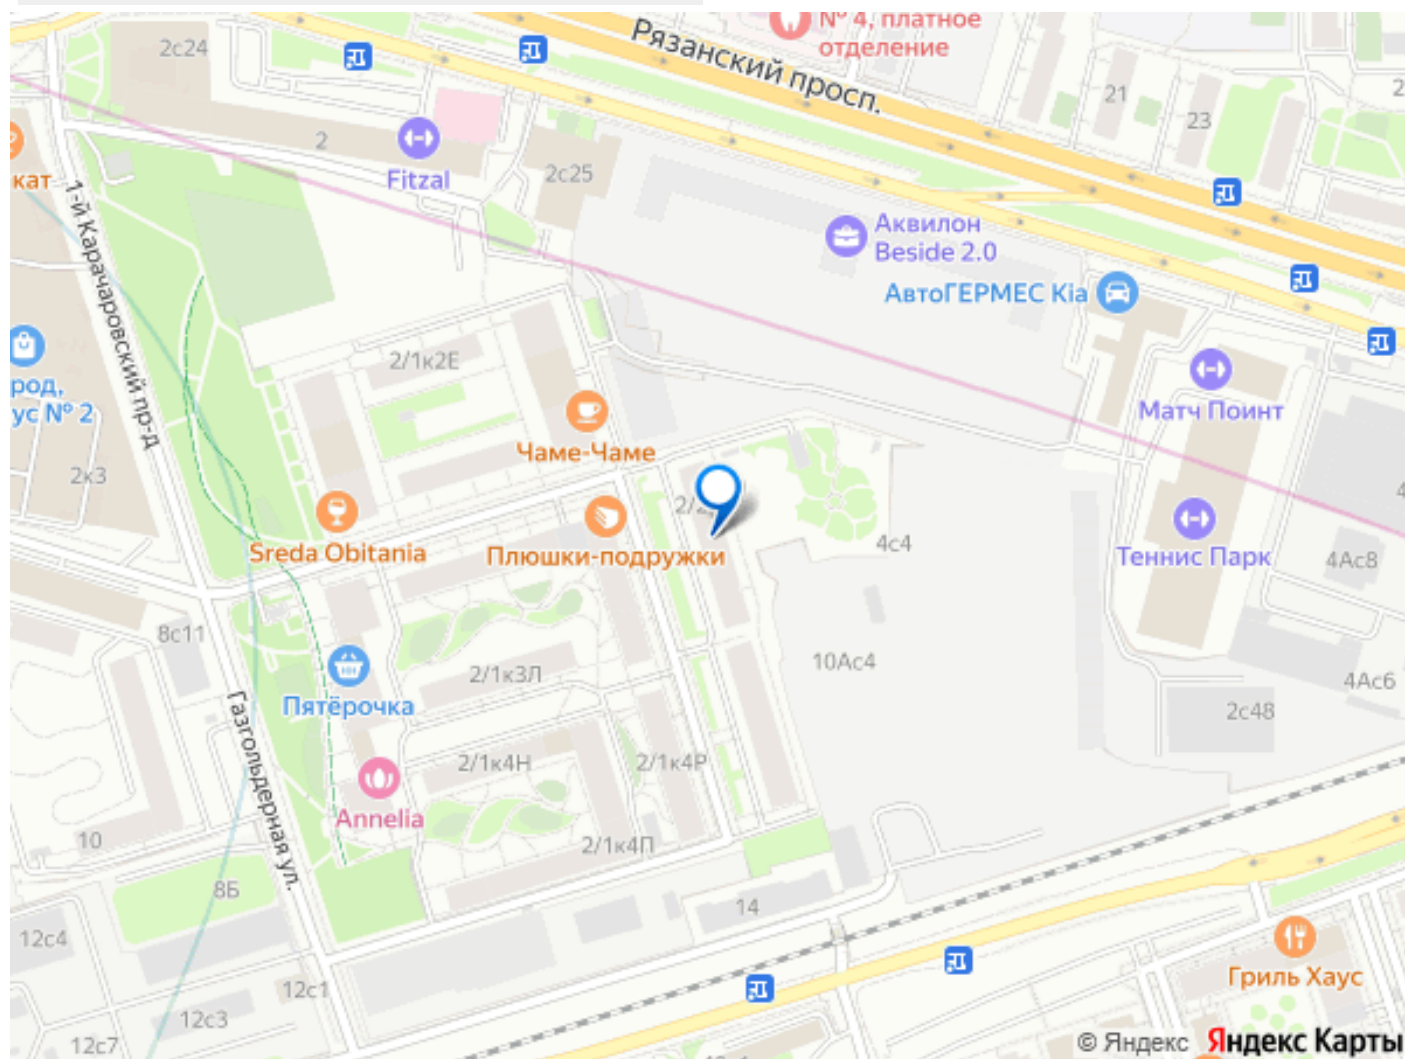 № 4, платное
отделение
Рязанский просп.
2с24
21
23
2
2
Fitzal
2с25
кат
Аквилон
Beside 2.0
АвтоГЕРМЕС Kia
1-й Карачаровский пр-д
2/1к2Е
род,
ус № 2
Матч Поинт
Чаме-Чаме
2к3
Sreda Obitania
Плюшки-подружки
4с4
Теннис Парк
4Ас8
8с11
2/1к3Л
10Ас4
4Ас6
Пятёрочка
2с48
Газгольдерная ул.
2/1к4Н
2/1к4Р
Annelia
10
2/1к4П
8Б
14
12с4
Гриль Хаус
12с1
12с3
12с7
© Яндекс Яндекс Карты